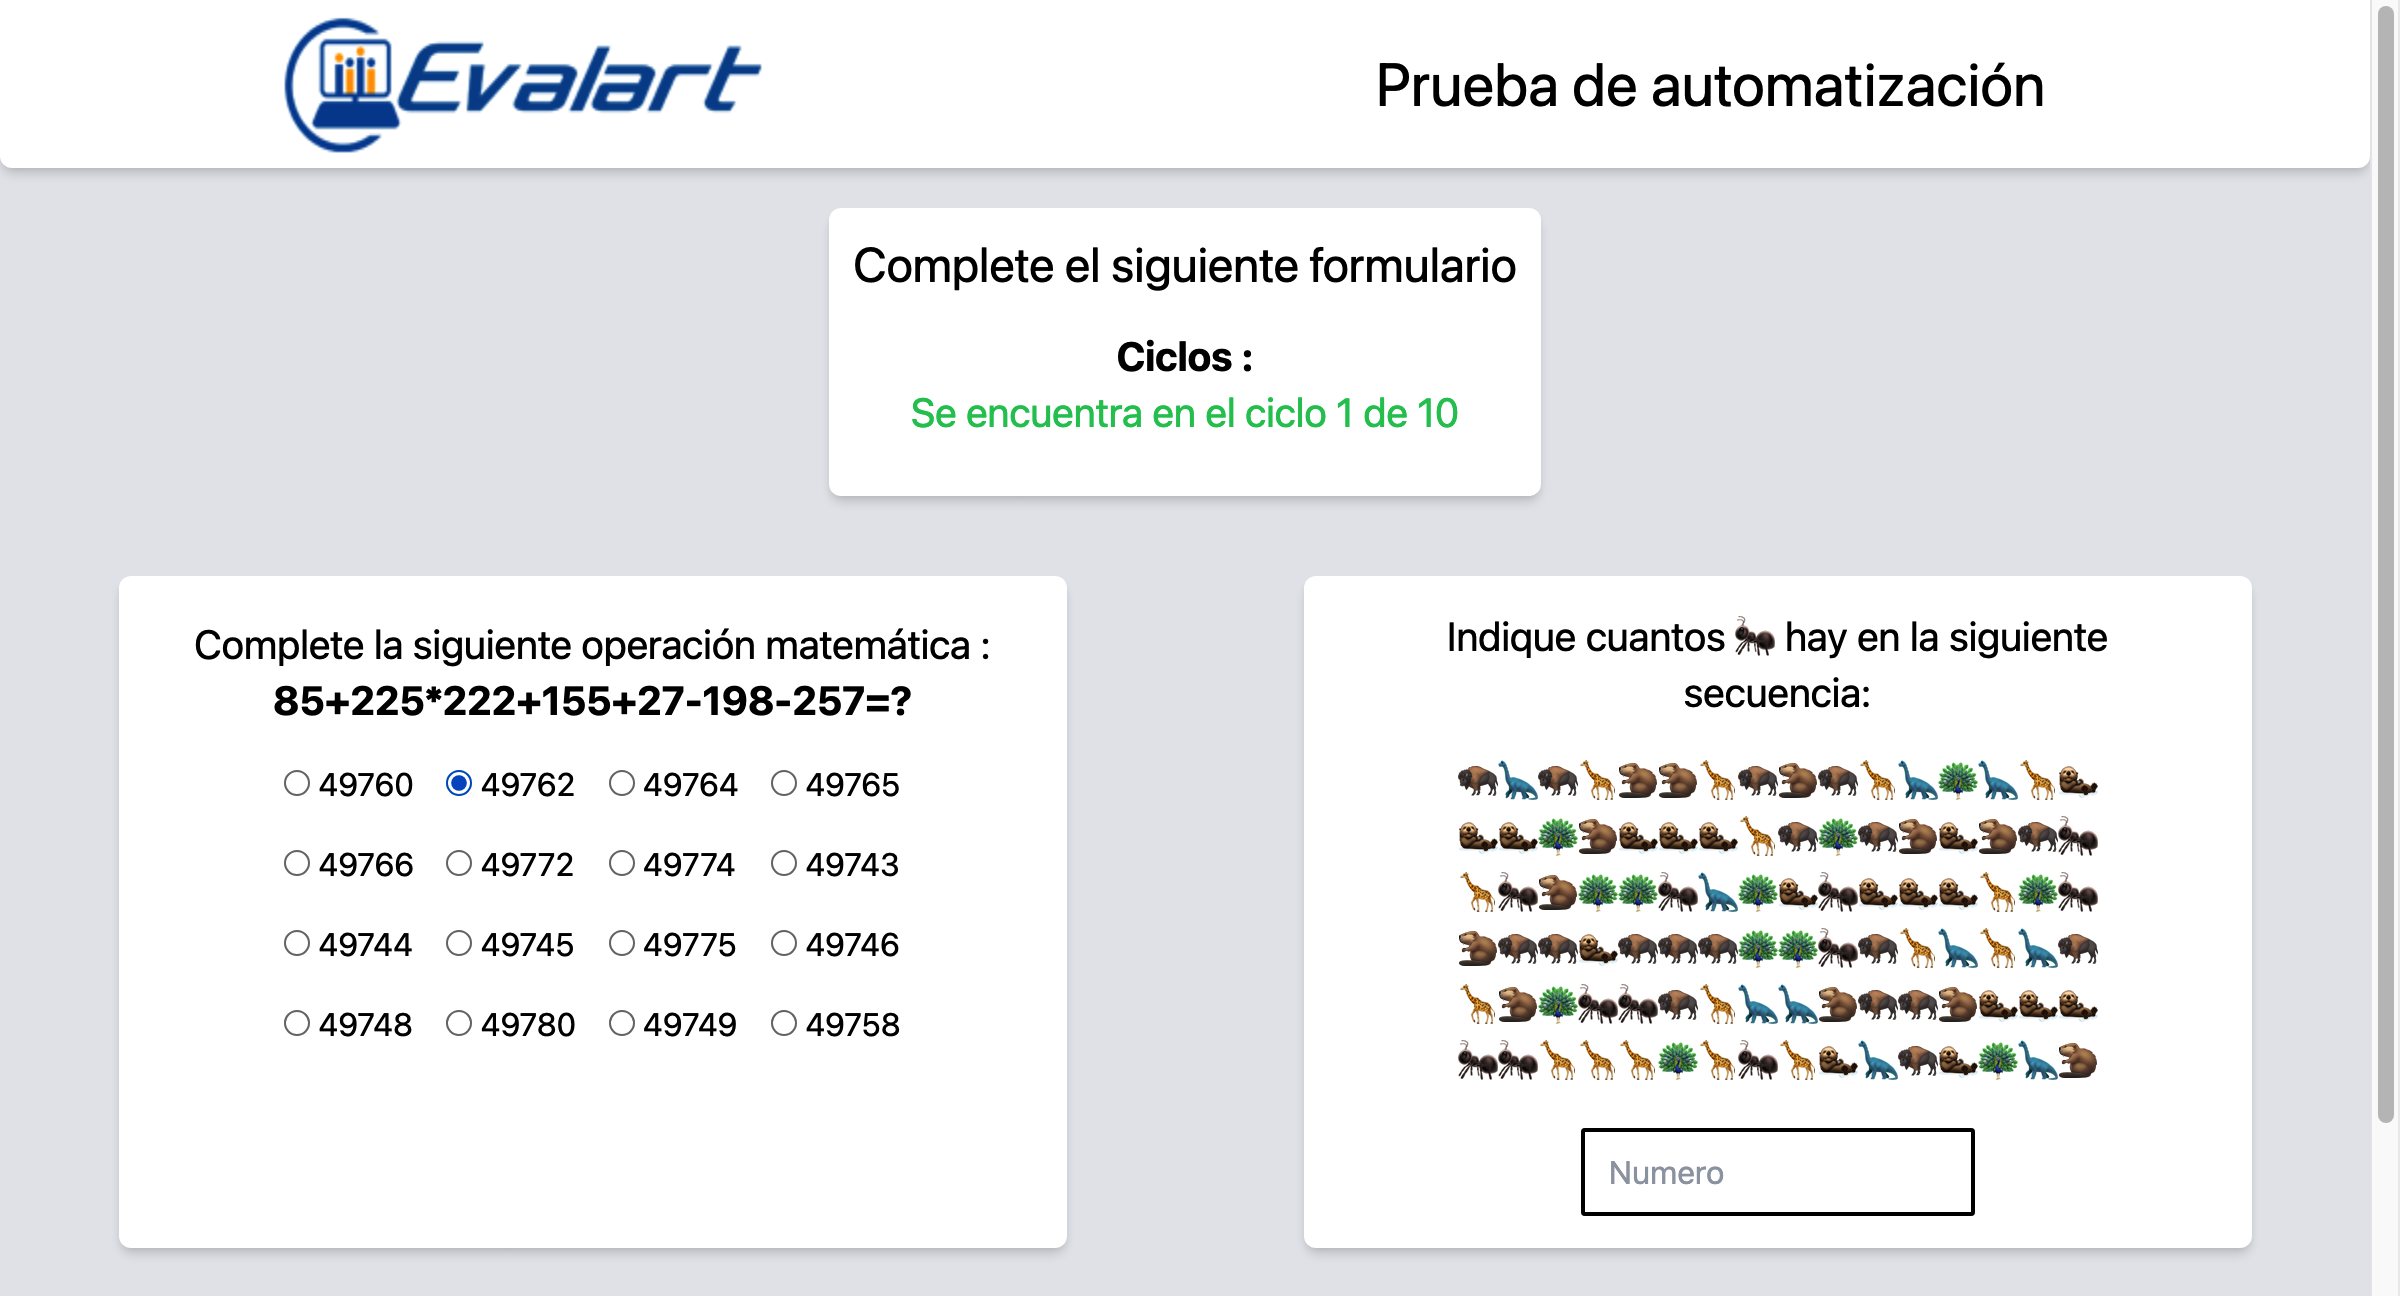 Evalart
Prueba de automatización
Complete el siguiente formulario
Ciclos :
Se encuentra en el ciclo 1 de 10
Complete la siguiente operación matemática :
85+225*222+155+27-198-257=?
49760 49762 49764 49765
49766 49772 49774 49743
49744 49745 49775 49746
49748 49780 49749 49758
Indique cuantos 🐜 hay en la siguiente
secuencia:
Numero